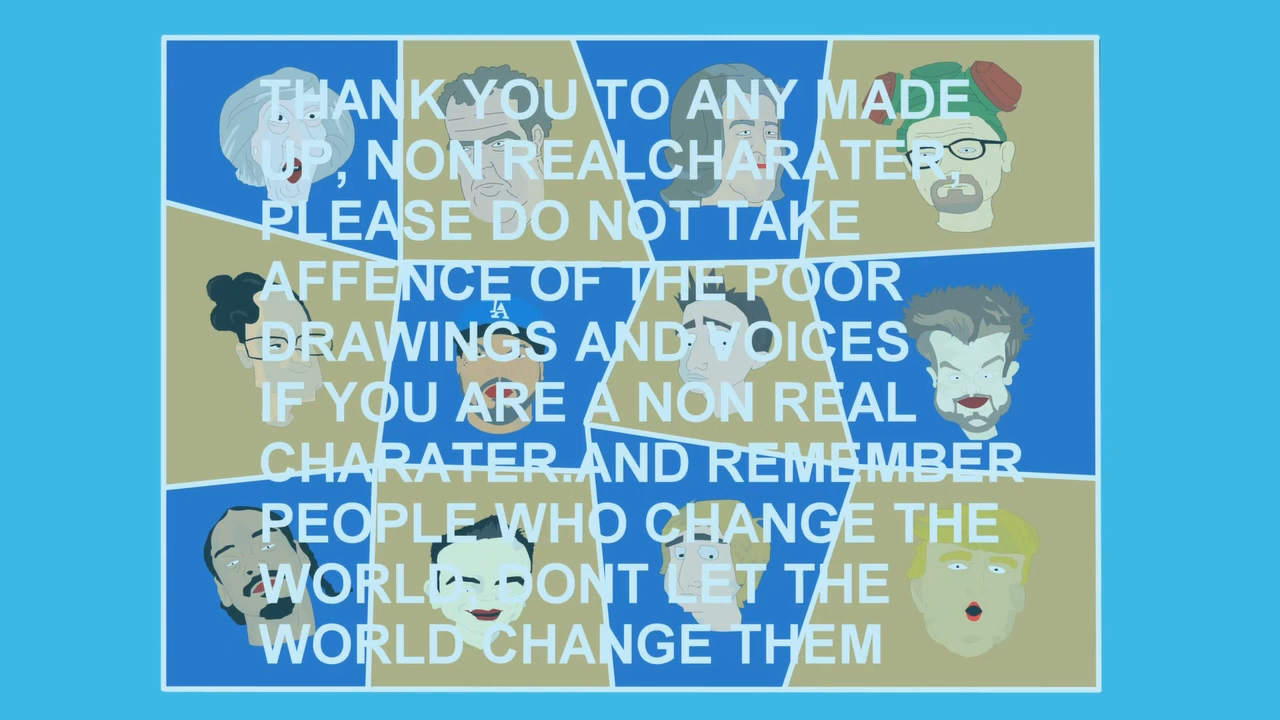 THANK YOU TO ANY MADE
UP, NON REALCHARATER,
PLEASE DO NOT TAKE
AFFENCE OF THE POOR
DRAWINGS AND VOICES
IF YOU ARE A NON REAL
CHARATER..AND REMEMBER
PEOPLE WHO CHANGE THE
WORLD. DONT LET THE
WORLD CHANGE THEM
LA